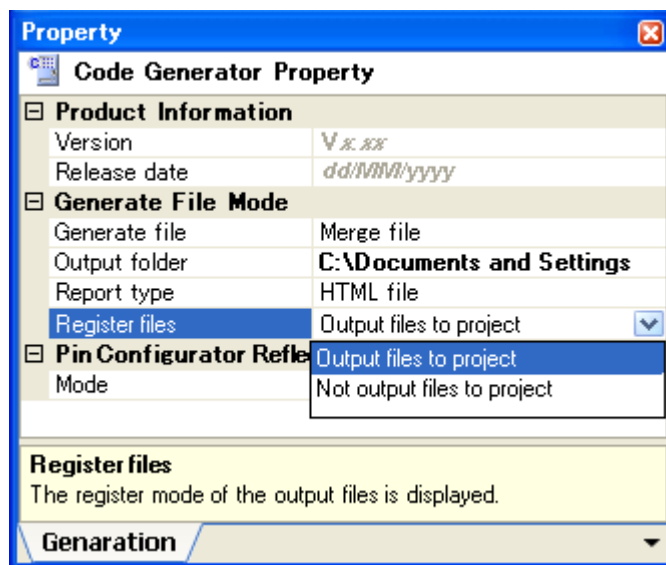 Property
Code Generator Property
Product Information
Version V x.xx
Release date dd/MM/yyyy
Generate File Mode
Generate file Merge file
Output folder C:\Documents and Settings
Report type HTML file
Register files Output files to project
Pin Configurator Refle Output files to project
Mode Not output files to project
Register files
The register mode of the output files is displayed.
Genaration